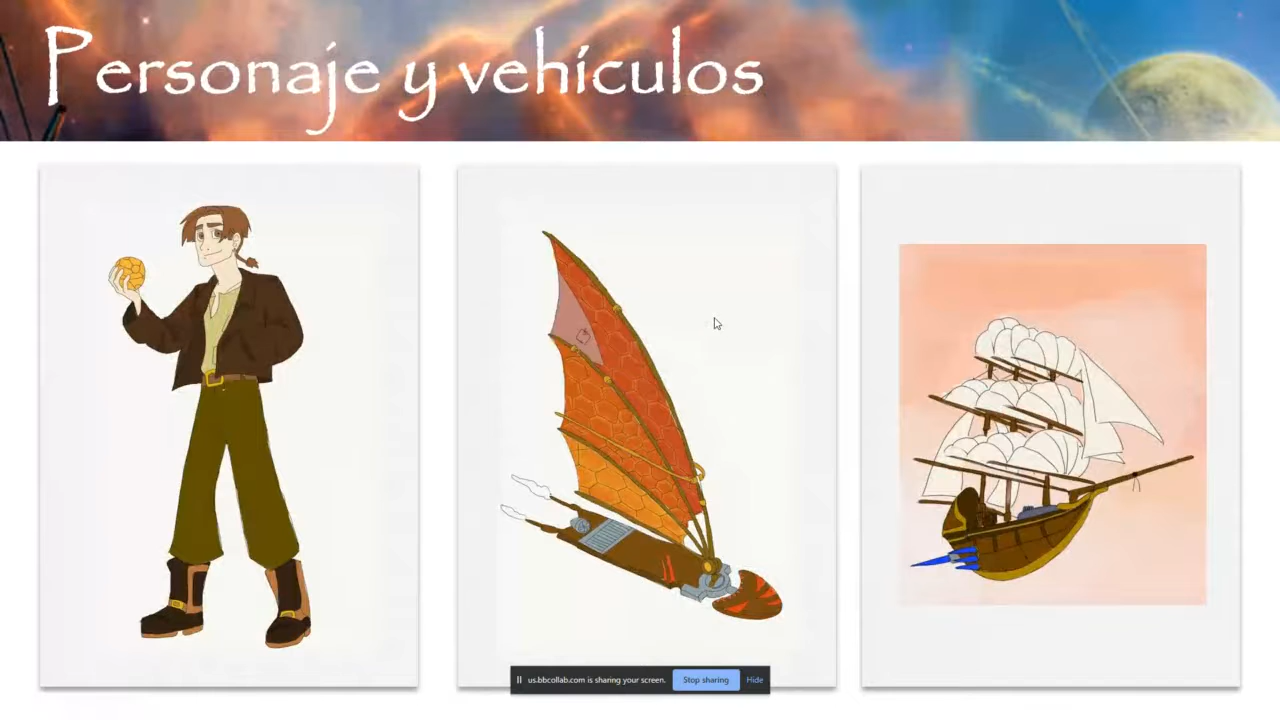 Personaje y vehículos
us.bbcollab.com is sharing your screen. Stop sharing Hide